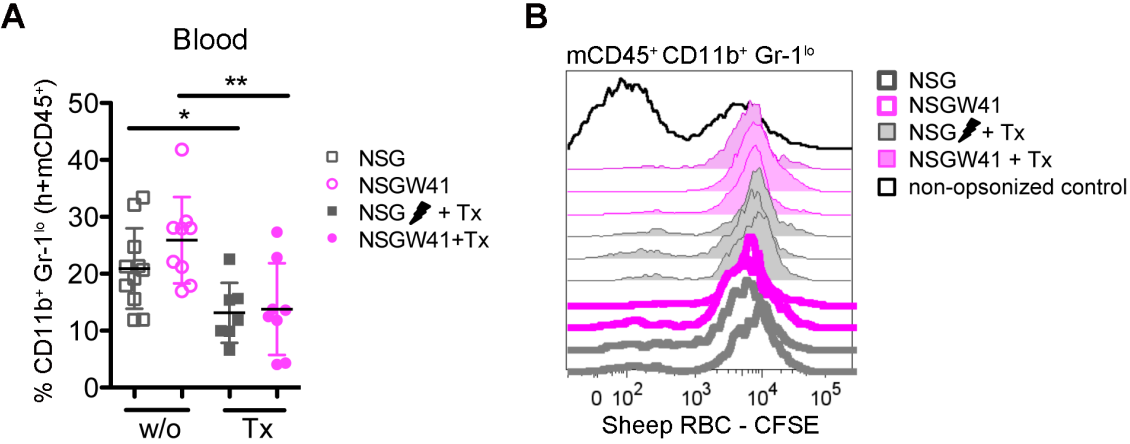 A
Blood
% CD11b⁺ Gr-1ˡᵒ (h+mCD45⁺)
50
40
30
20
10
0
*
**
w/o
Tx
NSG
NSGW41
NSG + Tx
NSGW41+Tx
B
mCD45⁺ CD11b⁺ Gr-1ˡᵒ
0 10² 10³ 10⁴ 10⁵
Sheep RBC - CFSE
NSG
NSGW41
NSG + Tx
NSGW41 + Tx
non-opsonized control